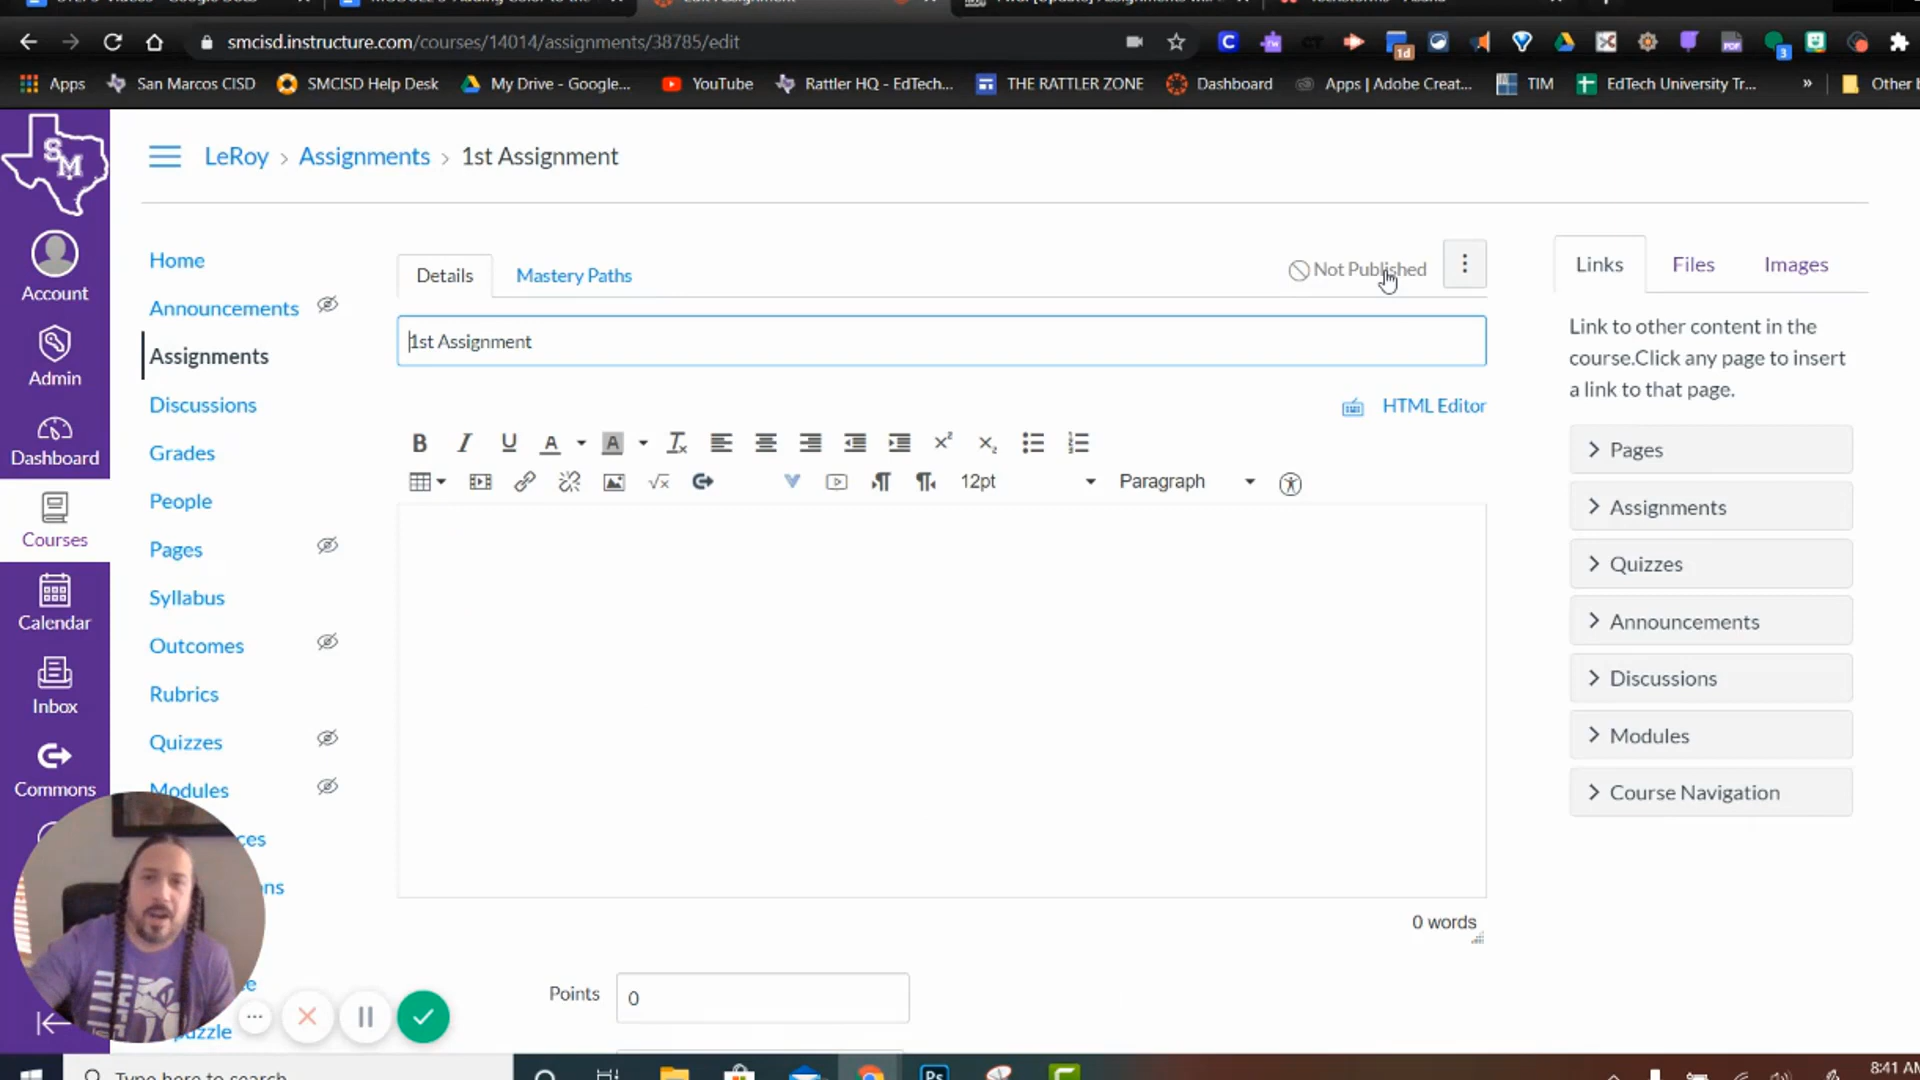 smcisd.instructure.com/courses/14014/assignments/38785/edit
1d
3
Apps
San Marcos CISD
SMCISD Help Desk
My Drive - Google...
YouTube
Rattler HQ - EdTech...
THE RATTLER ZONE
Dashboard
Apps | Adobe Creat...
TIM
EdTech University Tr...
»
Other b
SM
LeRoy > Assignments > 1st Assignment
Account
Admin
Dashboard
Courses
Calendar
Inbox
Commons
Home
Announcements
Assignments
Discussions
Grades
People
Pages
Syllabus
Outcomes
Rubrics
Quizzes
Modules
ces
ns
Details
Mastery Paths
Not Published
1st Assignment
HTML Editor
12pt
Paragraph
0 words
Points
0
Links
Files
Images
Link to other content in the
course.Click any page to insert
a link to that page.
Pages
Assignments
Quizzes
Announcements
Discussions
Modules
Course Navigation
Type here to search
Ps
8:41 AM